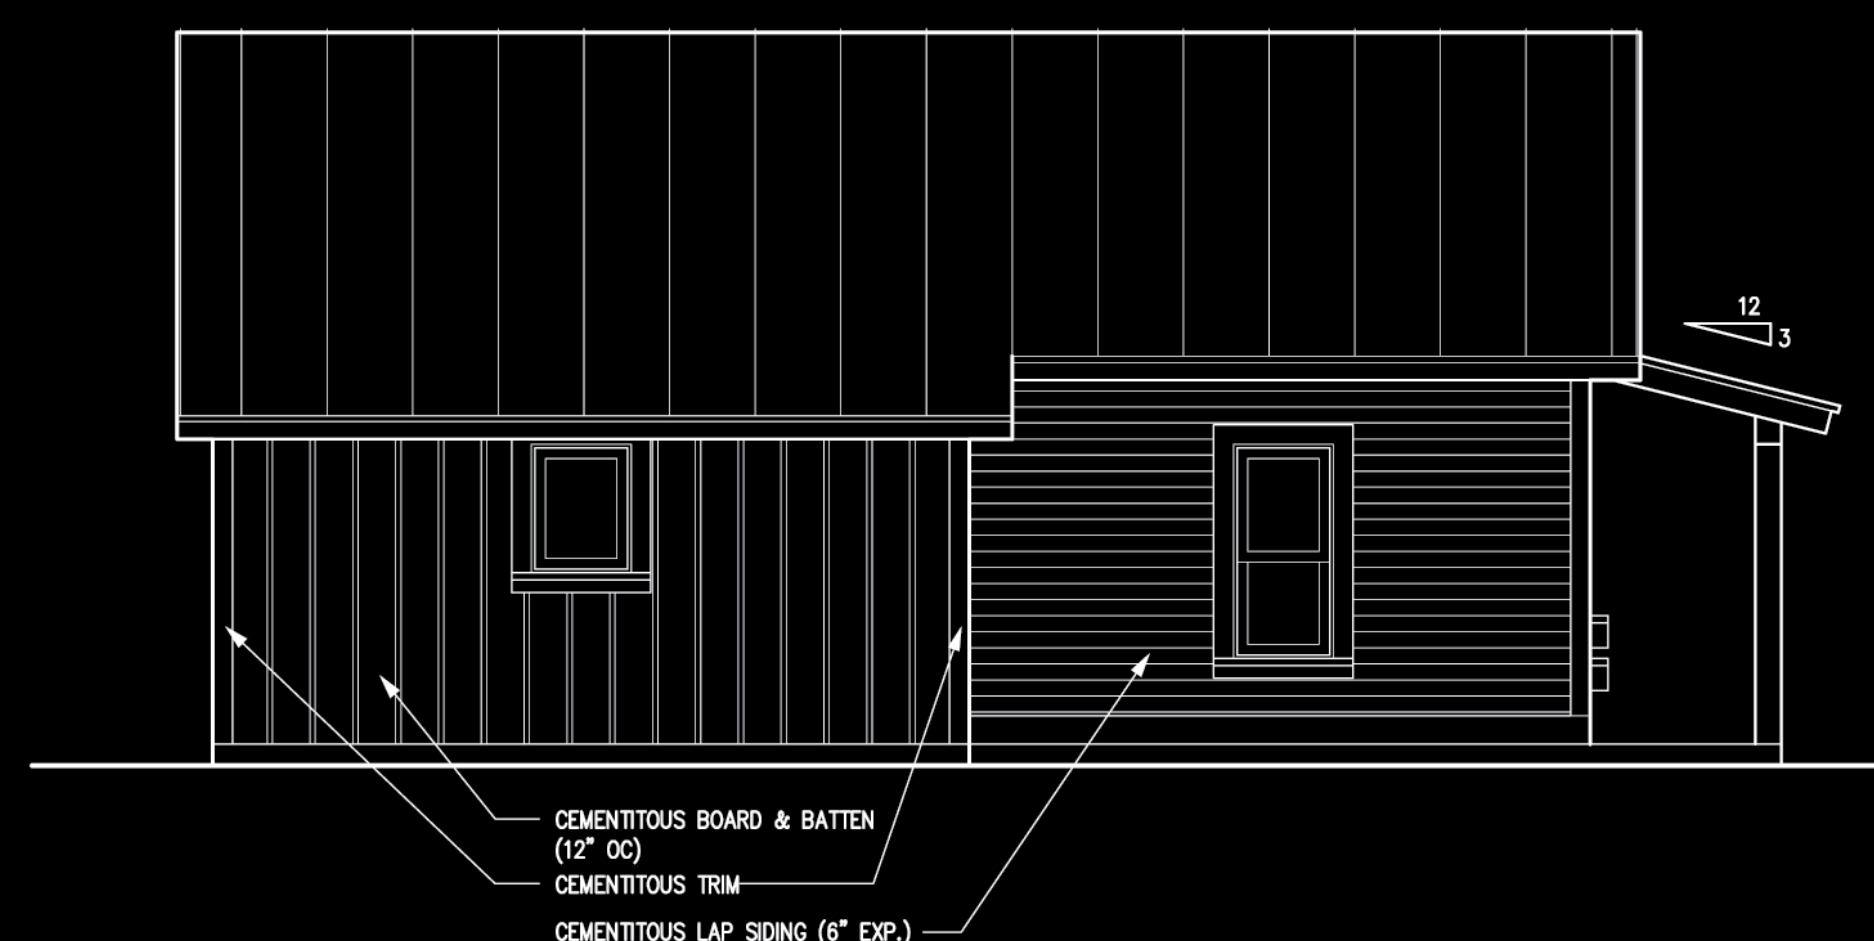 12
3
CEMENTITOUS BOARD & BATTEN
(12" OC)
CEMENTITOUS TRIM
CEMENTITOUS LAP SIDING (6" EXP.)